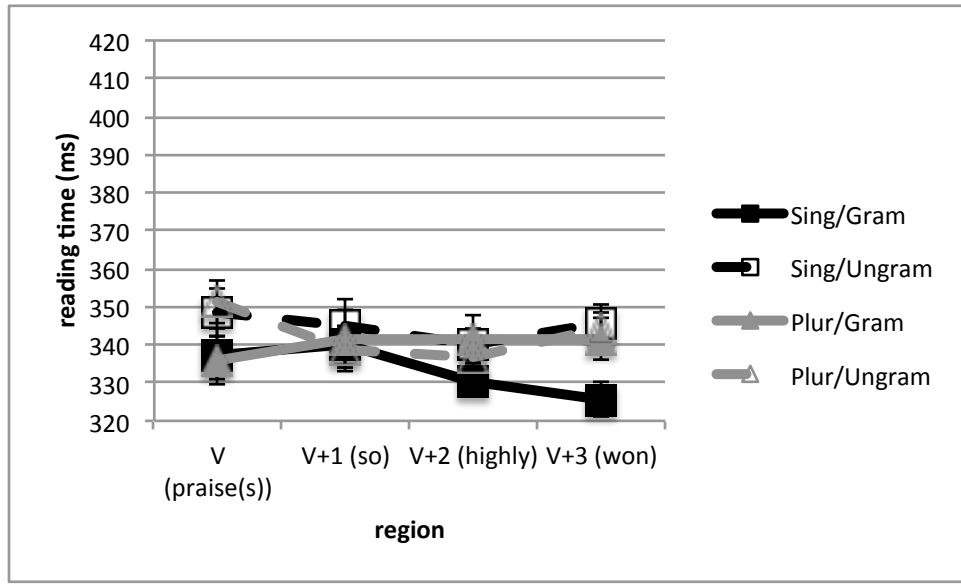 420
410
400
390
380
370
360
350
340
330
320
reading time (ms)
V
(praise(s))
V+1 (so)
V+2 (highly)
V+3 (won)
region
Sing/Gram
Sing/Ungram
Plur/Gram
Plur/Ungram